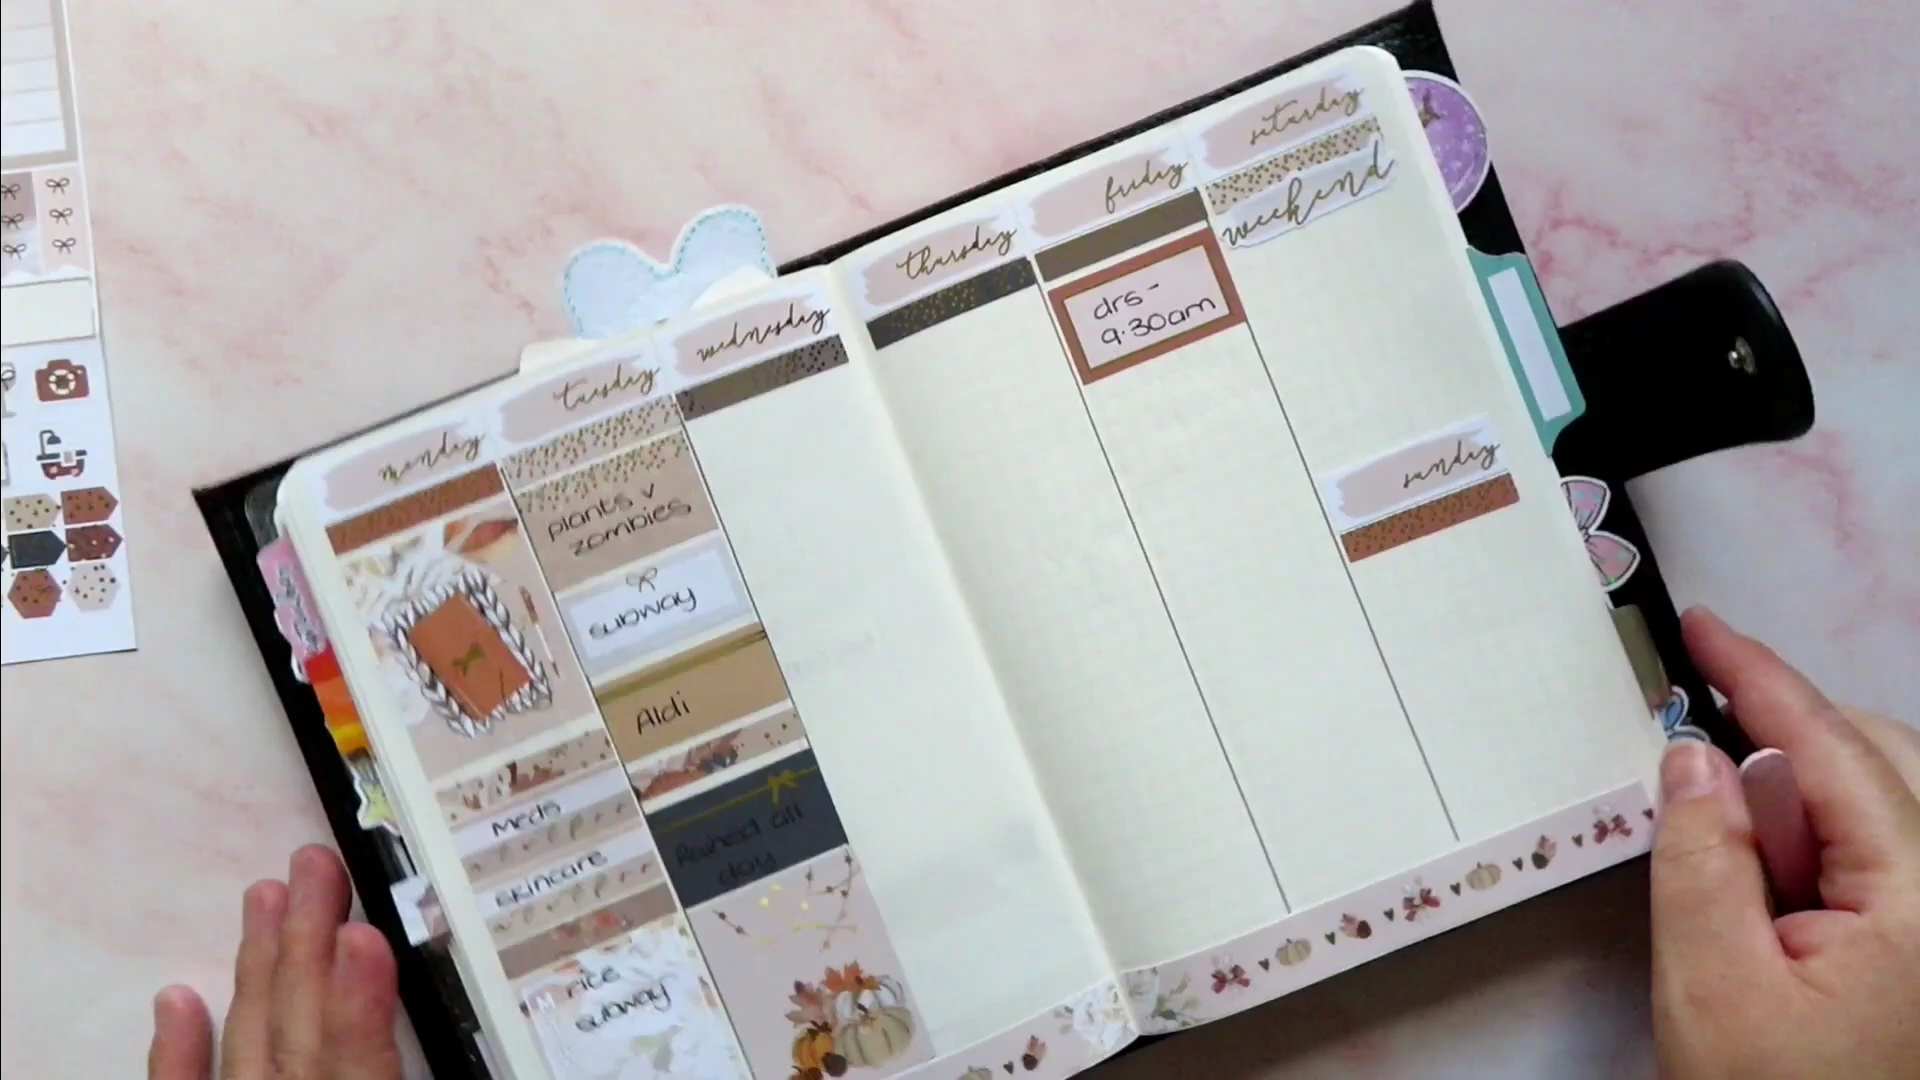 monday
meds
skincare
rice
subway
tuesday
plants v
zombies
subway
Aldi
Rained all
day
wednesday
thursday
friday
drs-
9.30am
saturday
weekend
sunday